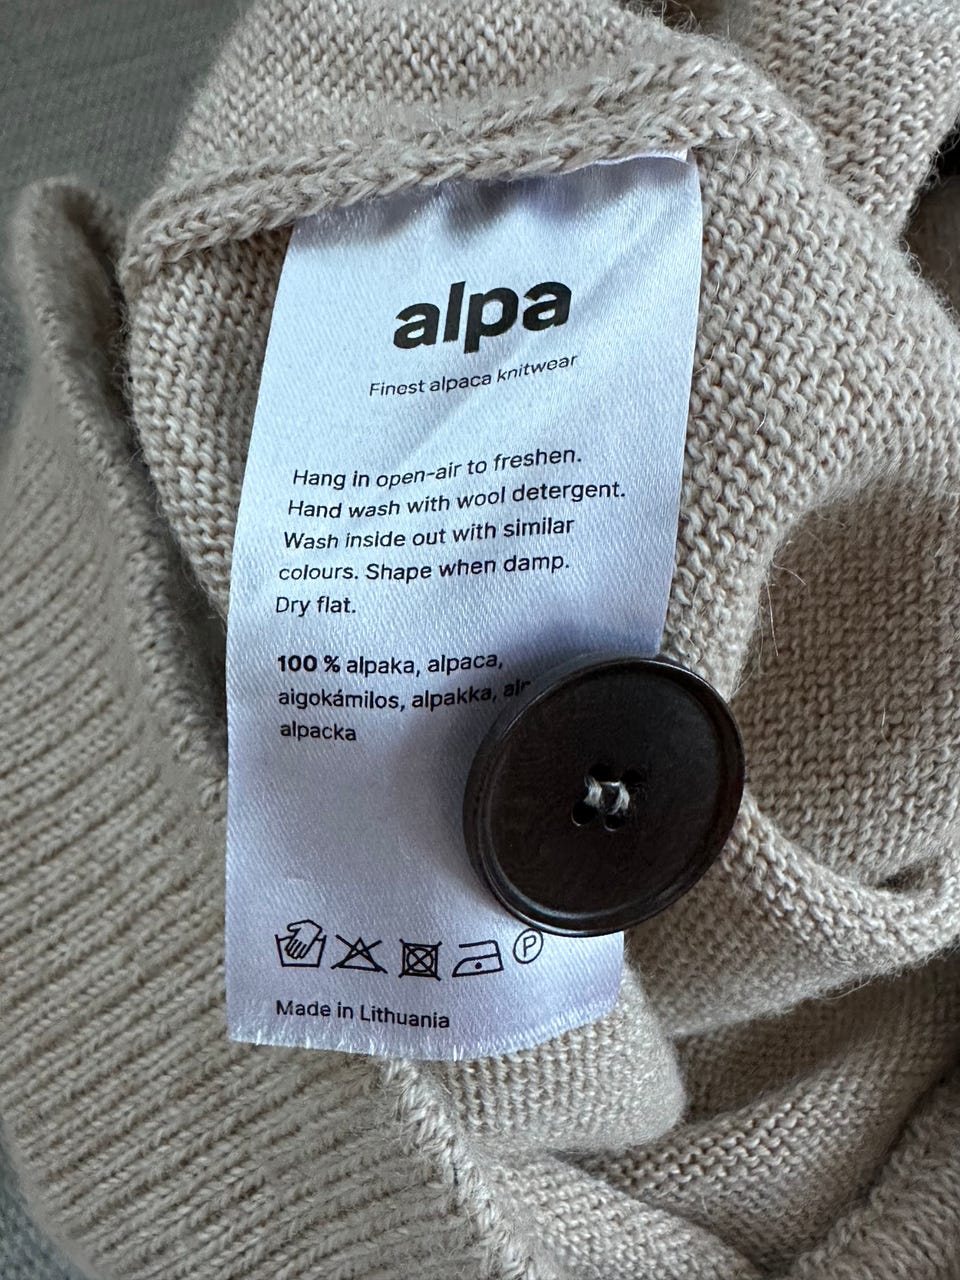 alpa
Finest alpaca knitwear
Hang in open-air to freshen.
Hand wash with wool detergent.
Wash inside out with similar
colours. Shape when damp.
Dry flat.
100 % alpaka, alpaca,
aigokámilos, alpakka,
alpacka
P
Made in Lithuania